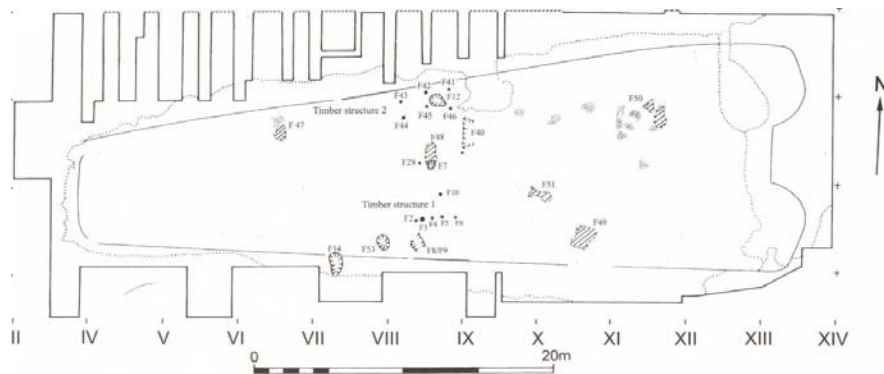 N
F42 F41
F43 F12
Timber structure 2 F45 F46
F44
F50
F47
F48 F40
F29 F7
F51
F10
Timber structure 1
F2 F3 F4 F5 F6
F49
F14 F53 F8/F9
II IV V VI VII VIII IX X XI XII XIII XIV
0 20m